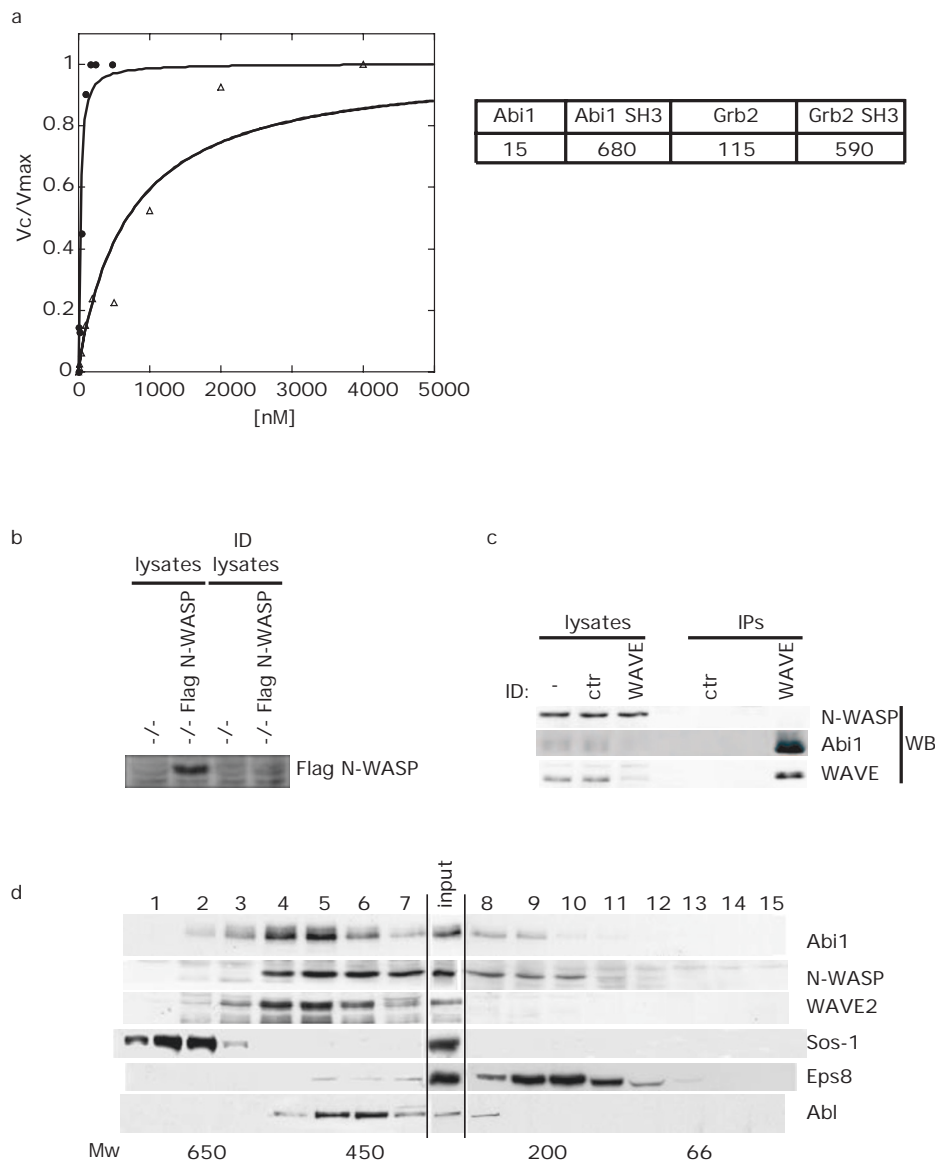 a
1
0.8
0.6
0.4
0.2
0
Vc/Vmax
0 1000 2000 3000 4000 5000
[nM]
Abi1 Abi1 SH3 Grb2 Grb2 SH3
15 680 115 590
b
ID
lysates lysates
-/- -/- Flag N-WASP -/- -/- Flag N-WASP
Flag N-WASP
c
lysates IPs
ID: - ctr WAVE ctr WAVE
N-WASP
Abi1 WB
WAVE
d
1 2 3 4 5 6 7 input 8 9 10 11 12 13 14 15
Abi1
N-WASP
WAVE2
Sos-1
Eps8
Abl
Mw 650 450 200 66